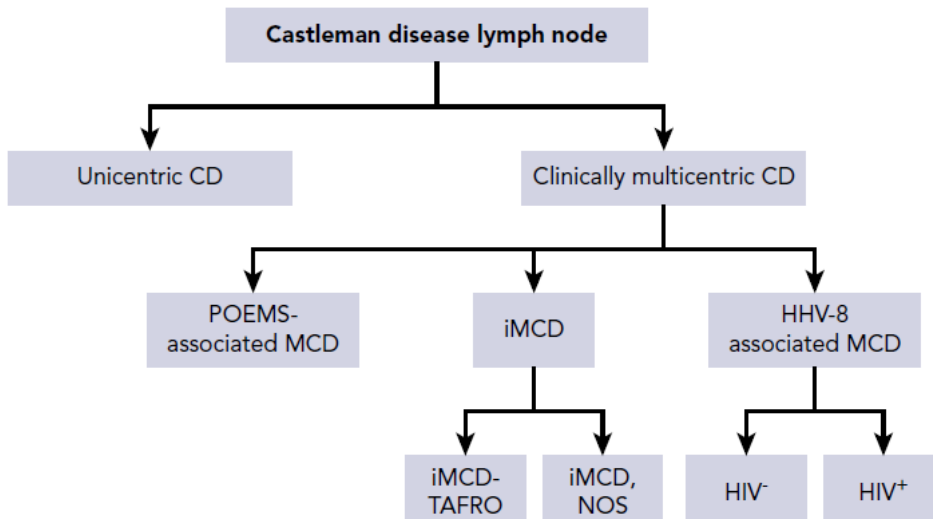 Castleman disease lymph node
Unicentric CD
Clinically multicentric CD
POEMS-
associated MCD
iMCD
HHV-8
associated MCD
iMCD-
TAFRO
iMCD,
NOS
HIV⁻
HIV⁺